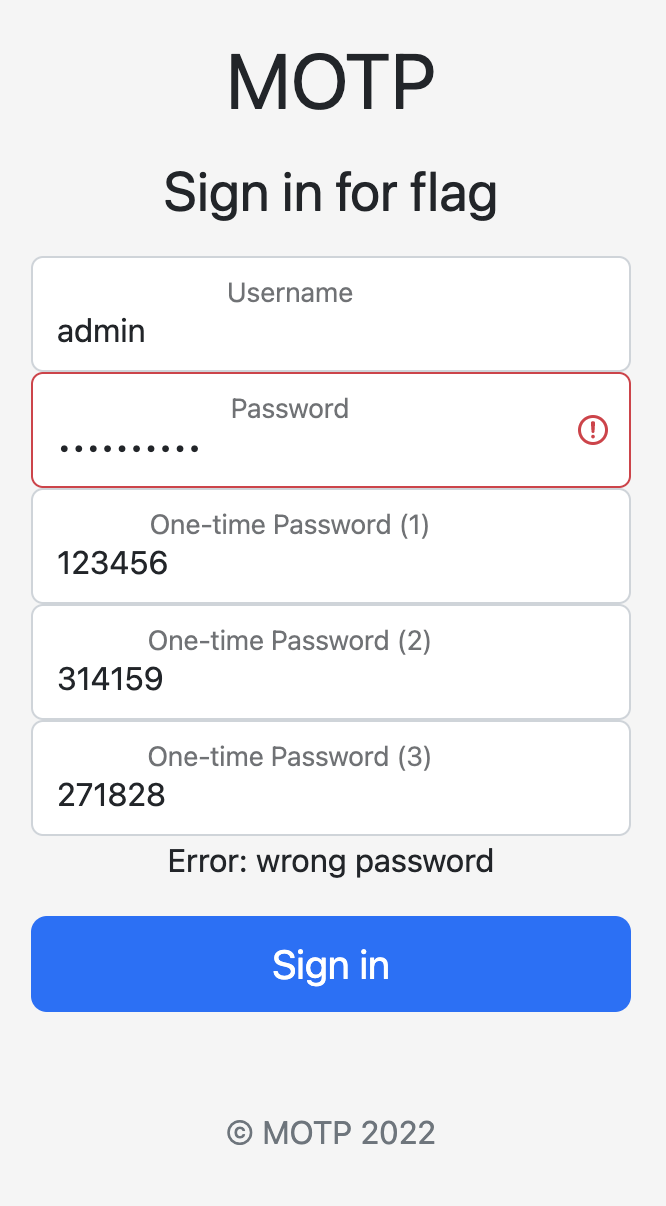 MOTP
Sign in for flag
Username
admin
Password
••••••••••
One-time Password (1)
123456
One-time Password (2)
314159
One-time Password (3)
271828
Error: wrong password
Sign in
© MOTP 2022